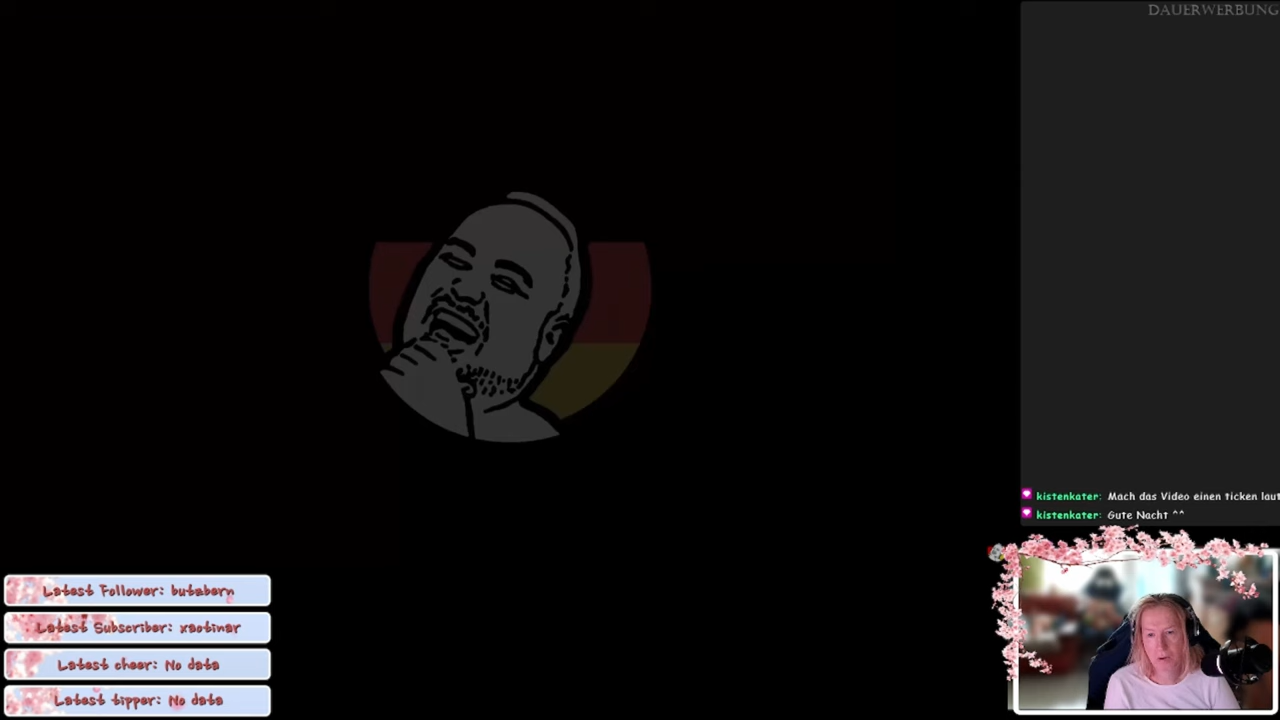 DAUERWERBUNG
kistenkater: Mach das Video einen ticken laut
kistenkater: Gute Nacht ^^
Latest Follower: butabern
Latest Subscriber: xaotinar
Latest cheer: No data
Latest tipper: No data